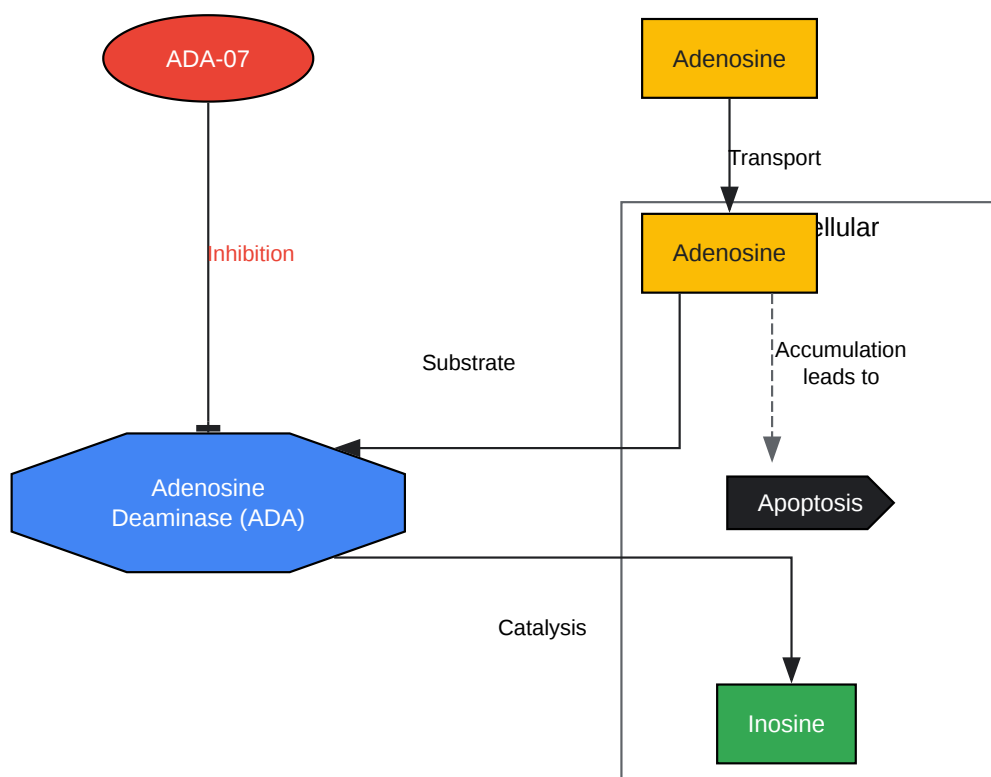 ADA-07
Adenosine
Transport
ellular
Adenosine
Inhibition
Accumulation
leads to
Substrate
Adenosine
Deaminase (ADA)
Apoptosis
Catalysis
Inosine